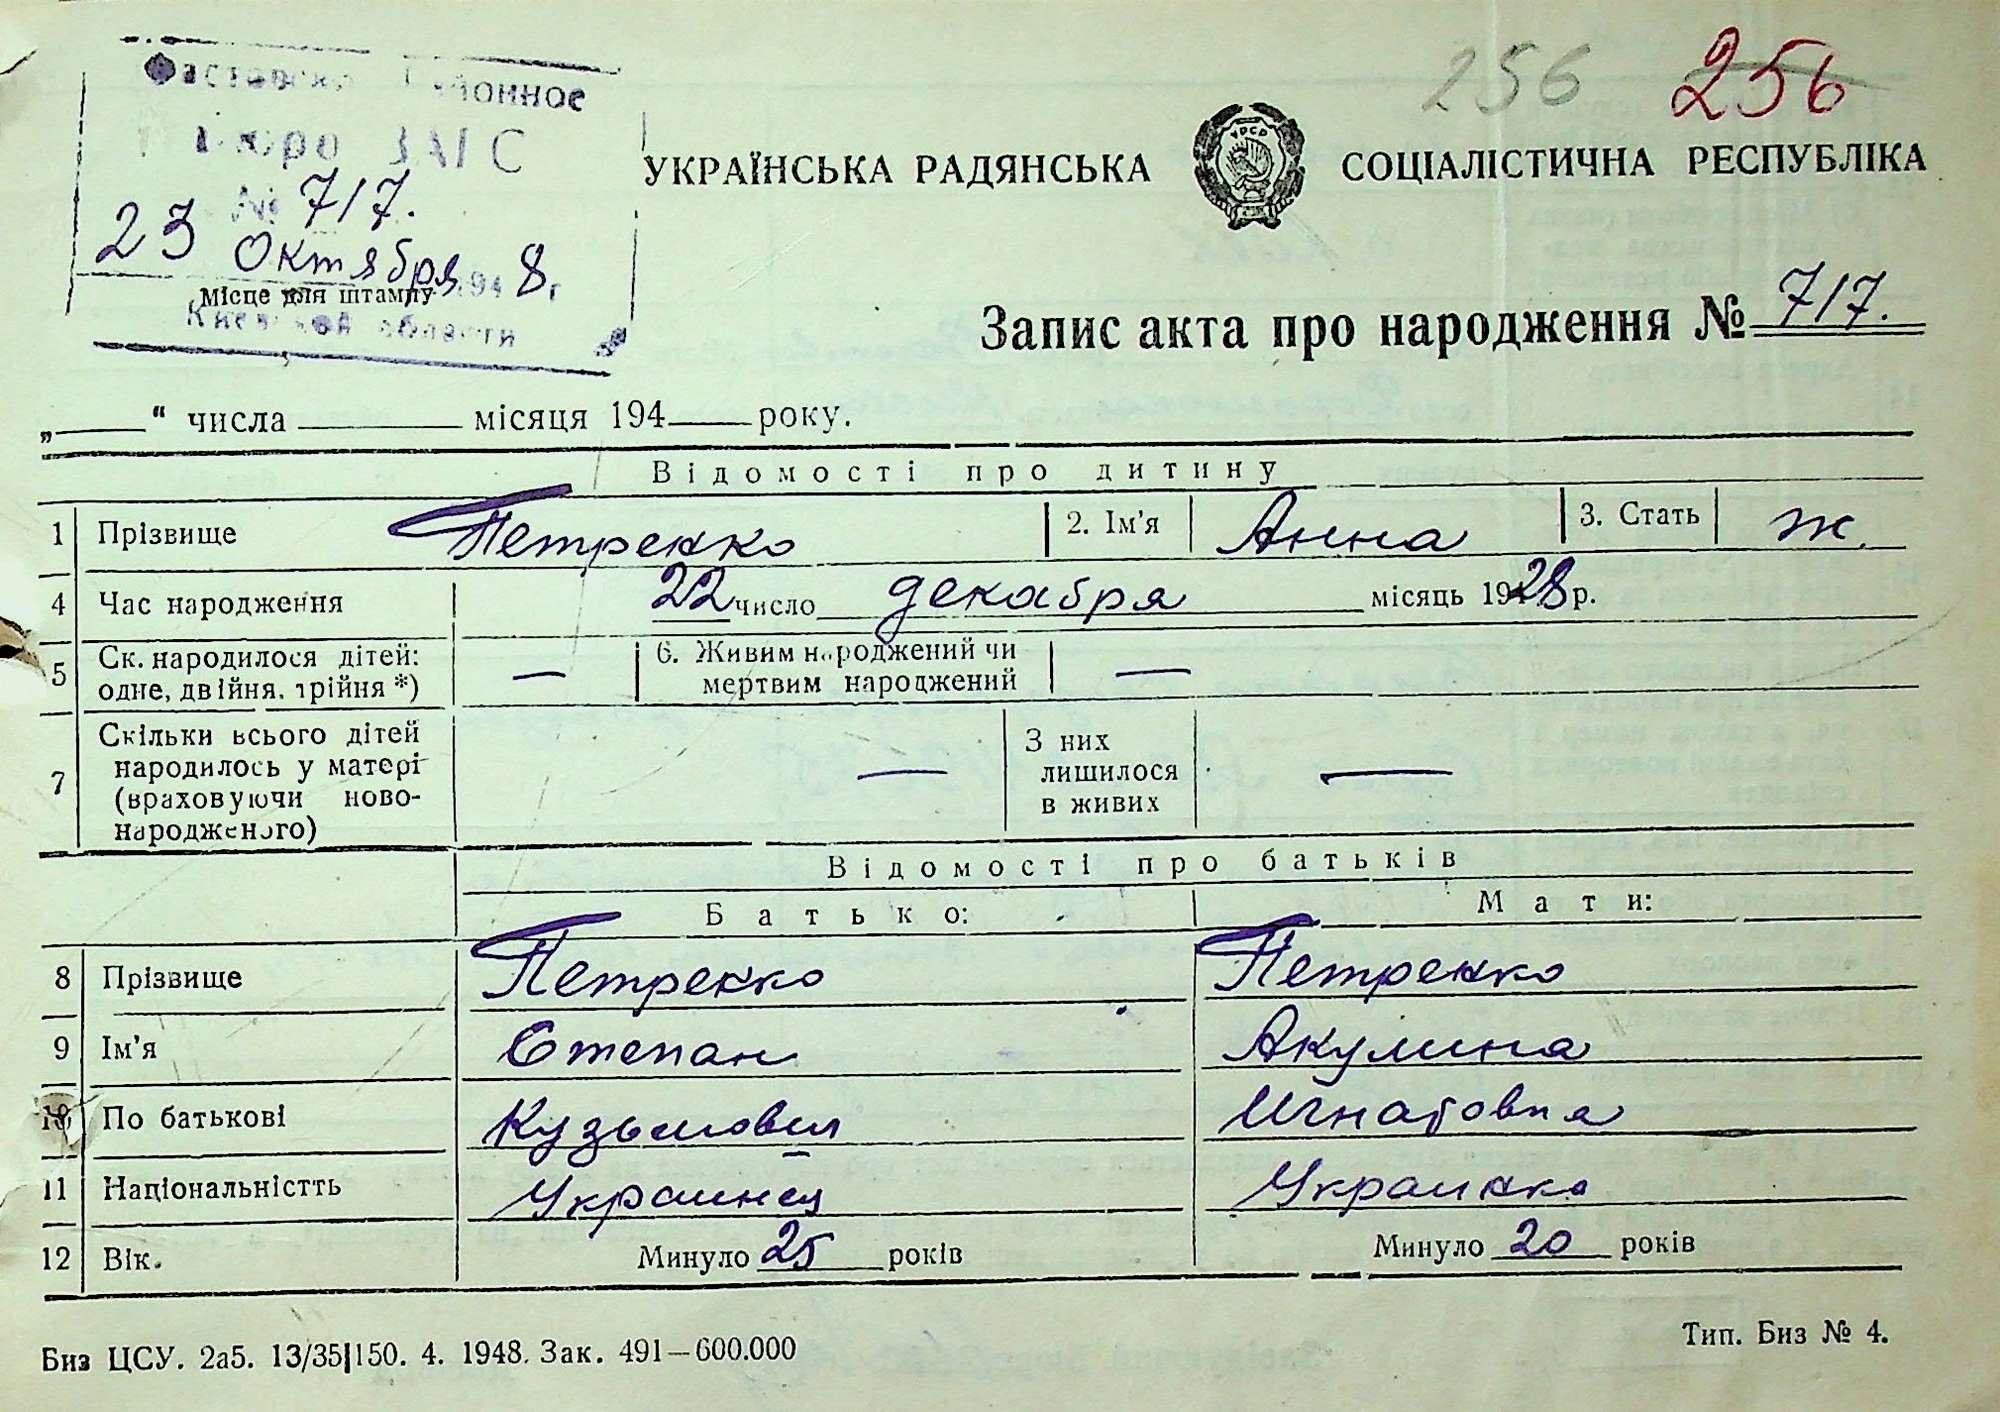 256 256
Районное
Бюро ЗАГС
№ 717.
23 Октября 1948 г
Місце для штампу
Киевской области
УКРАЇНСЬКА РАДЯНСЬКА СОЦІАЛІСТИЧНА РЕСПУБЛІКА
УРСР
Запис акта про народження № 717.
„ “ числа місяця 194 року.
Відомості про дитину
1 Прізвище Петренко 2. Ім'я Анна 3. Стать ж.
4 Час народження 22 число декабря місяць 1928 р.
5 Ск. народилося дітей: одне, двійня, трійня *) — 6. Живим народжений чи мертвим народжений —
7 Скільки всього дітей народилось у матері (враховуючи новонародженого) — З них лишилося в живих —
Відомості про батьків
Батько: Мати:
8 Прізвище Петренко Петренко
9 Ім'я Степан Акулина
10 По батькові Кузьмович Игнатовна
11 Національністть Украинец Украинка
12 Вік. Минуло 25 років Минуло 20 років
Биз ЦСУ. 2а5. 13/35|150. 4. 1948. Зак. 491—600.000 Тип. Биз № 4.